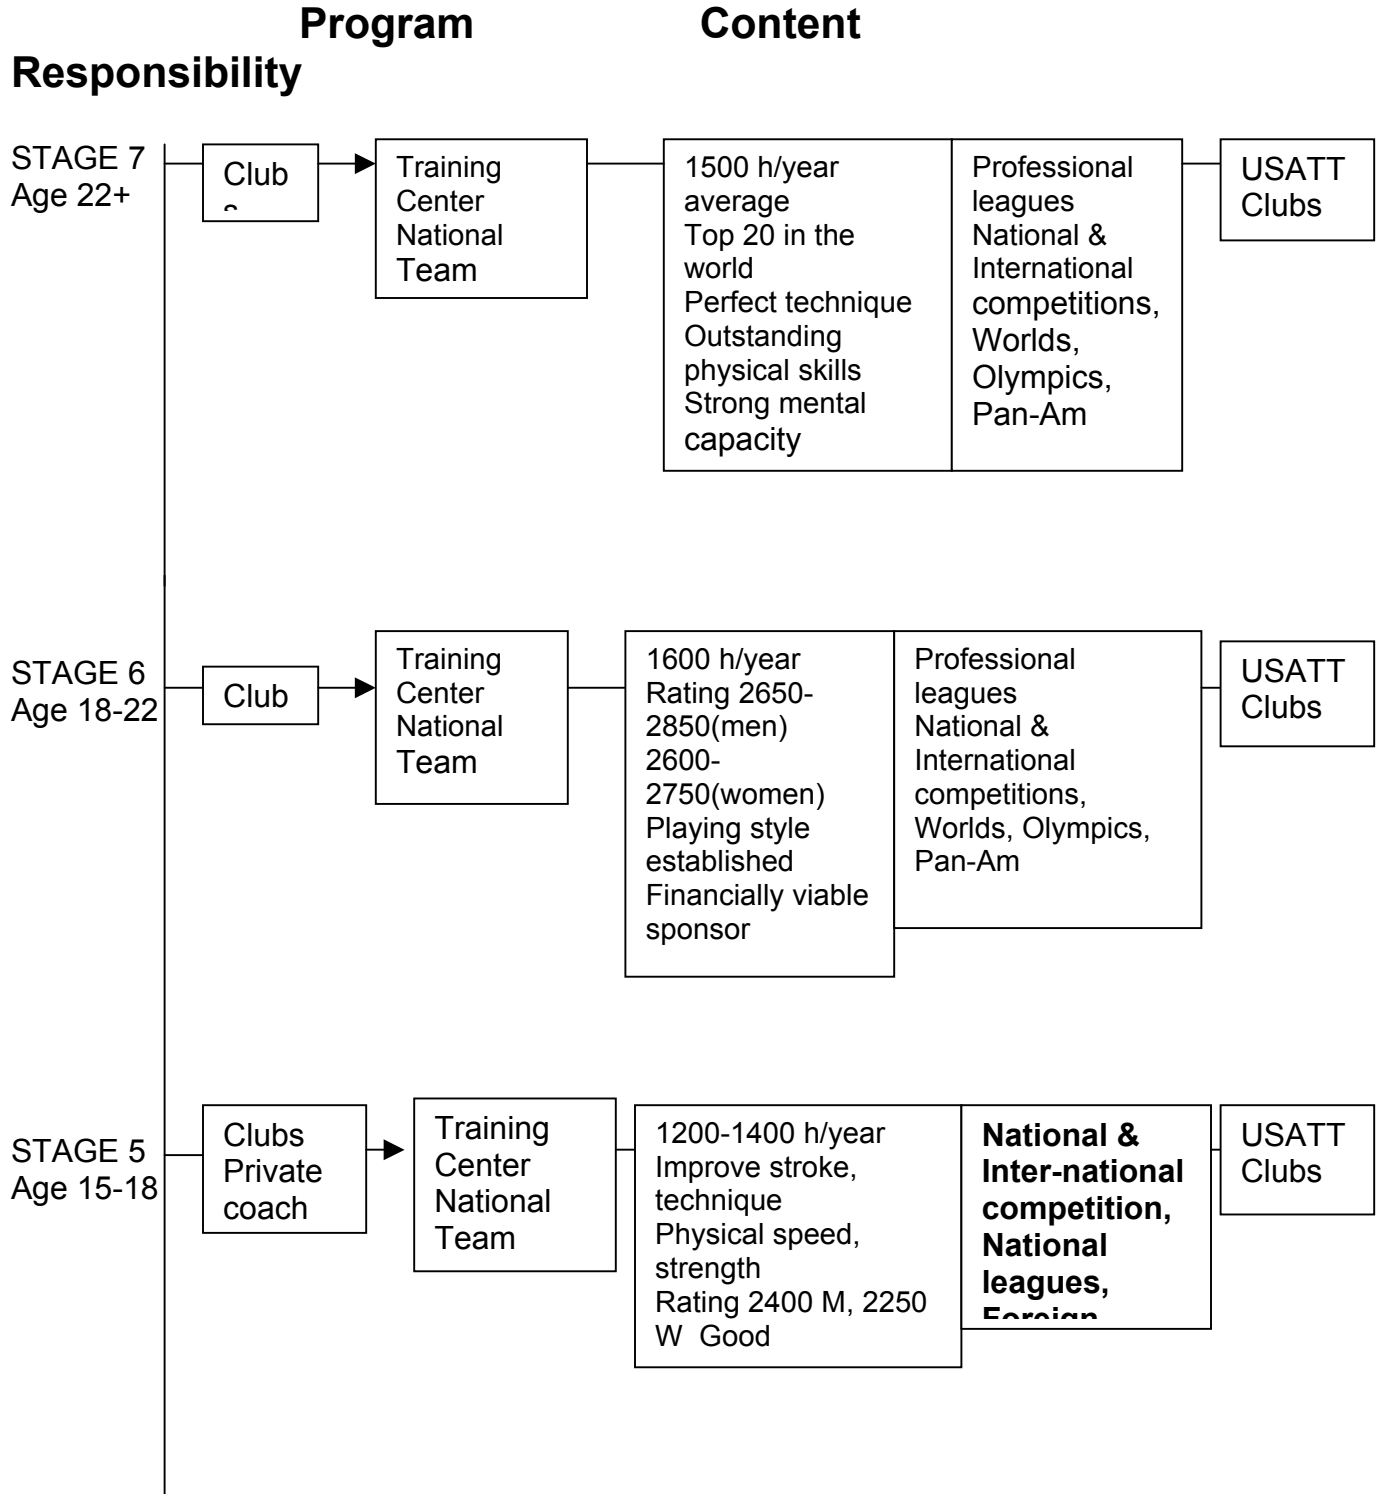 Program Content
Responsibility
STAGE 7
Age 22+
Club
Training
Center
National
Team
1500 h/year
average
Top 20 in the
world
Perfect technique
Outstanding
physical skills
Strong mental
capacity
Professional
leagues
National &
International
competitions,
Worlds,
Olympics,
Pan-Am
USATT
Clubs
STAGE 6
Age 18-22
Club
Training
Center
National
Team
1600 h/year
Rating 2650-
2850(men)
2600-
2750(women)
Playing style
established
Financially viable
sponsor
Professional
leagues
National &
International
competitions,
Worlds, Olympics,
Pan-Am
USATT
Clubs
STAGE 5
Age 15-18
Clubs
Private
coach
Training
Center
National
Team
1200-1400 h/year
Improve stroke,
technique
Physical speed,
strength
Rating 2400 M, 2250
W Good
National &
Inter-national
competition,
National
leagues,
Foreign
USATT
Clubs